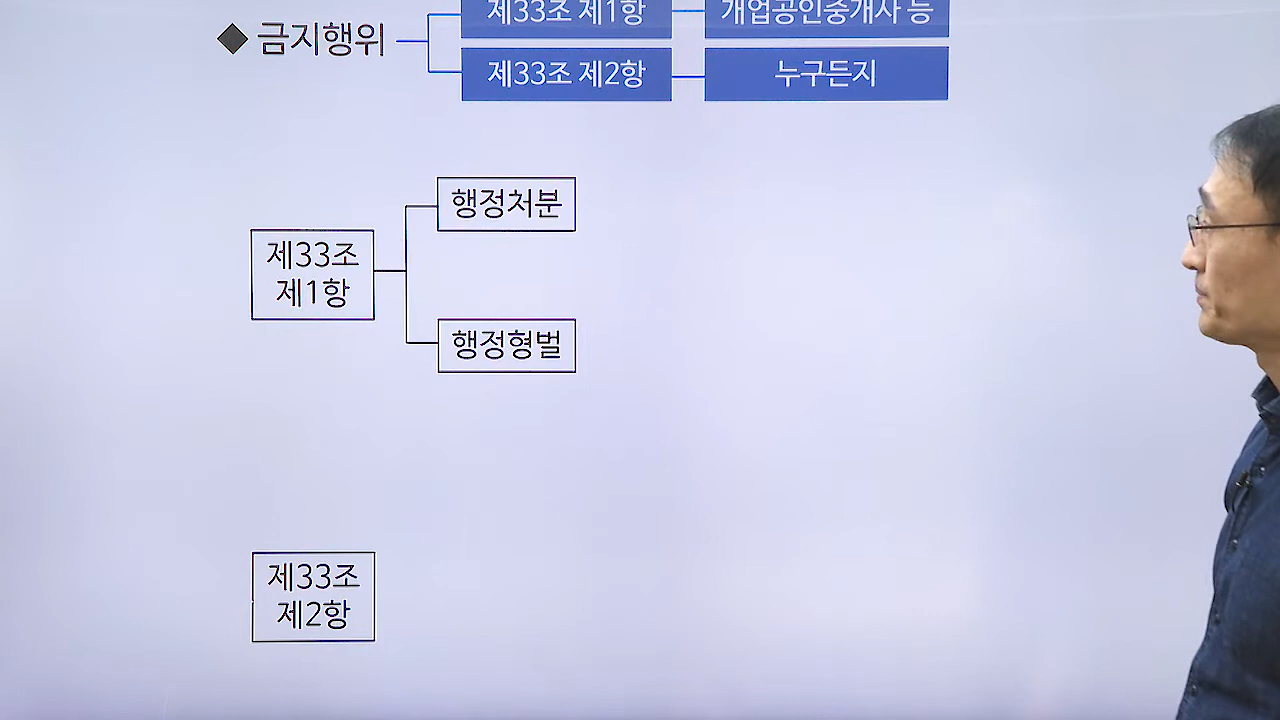 제33조 제1항
개업공인중개사 등
◆ 금지행위
제33조 제2항
누구든지
행정처분
제33조
제1항
행정형벌
제33조
제2항